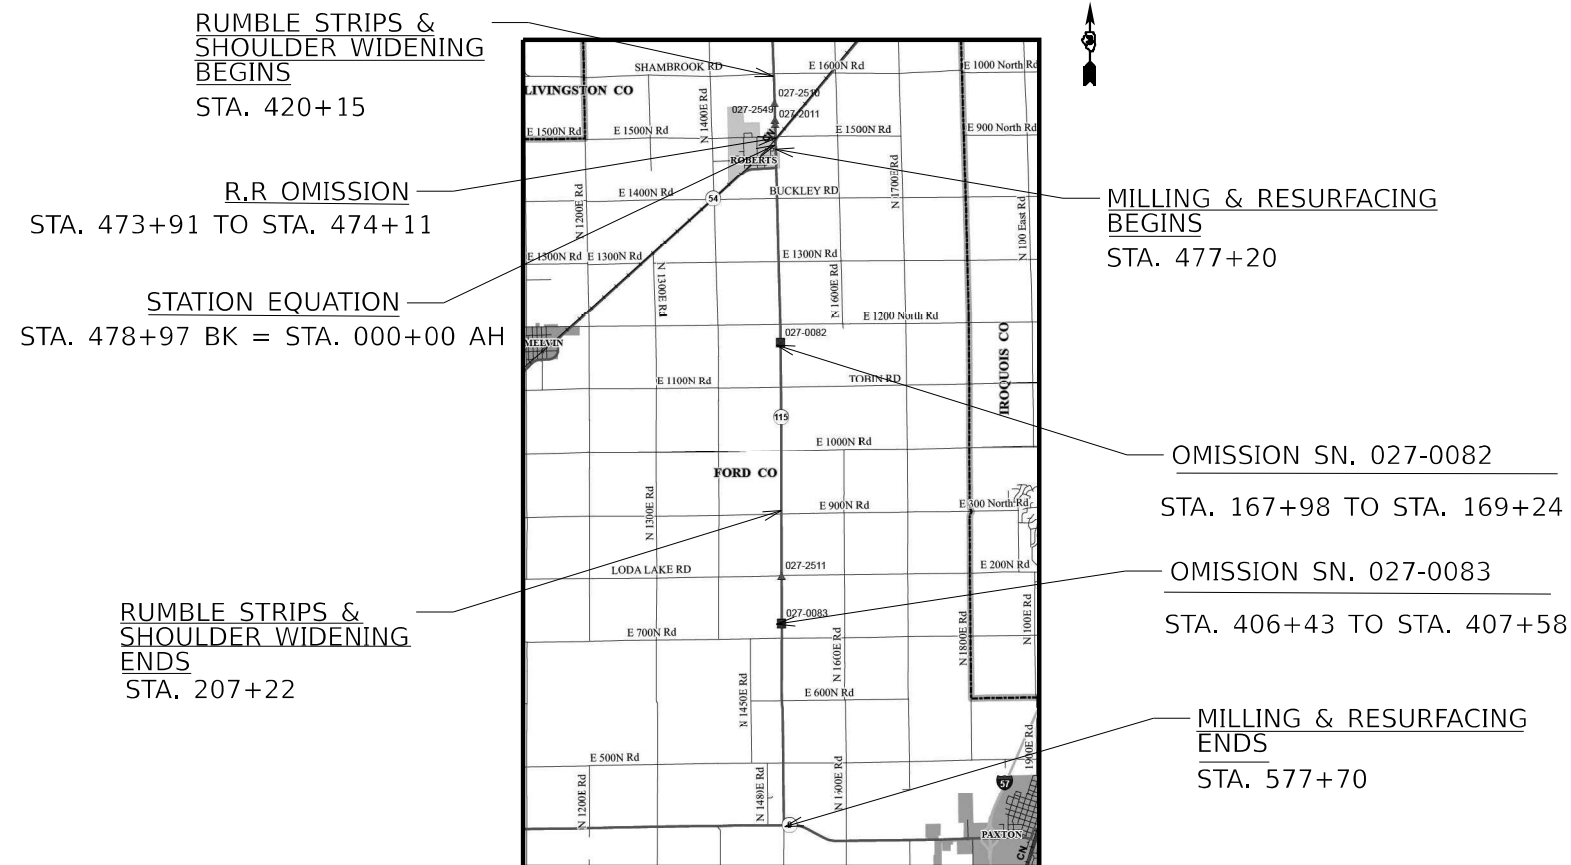 RUMBLE STRIPS &
SHOULDER WIDENING
BEGINS
STA. 420+15
R.R OMISSION
STA. 473+91 TO STA. 474+11
STATION EQUATION
STA. 478+97 BK = STA. 000+00 AH
RUMBLE STRIPS &
SHOULDER WIDENING
ENDS
STA. 207+22
SHAMBROOK RD
E 1600N Rd
E 1000 North Rd
LIVINGSTON CO
N 1400E Rd
027-2510
027-2549
027-2011
E 1500N Rd
E 1500N Rd
CN
E 1500N Rd
E 900 North Rd
ROBERTS
N 1700E Rd
N 1200E Rd
E 1400N Rd
54
BUCKLEY RD
N 100 East Rd
E 1300N Rd
E 1300N Rd
N 1300E Rd
E 1300N Rd
N 1600E Rd
E 1200 North Rd
027-0082
MELVIN
IROQUOIS CO
E 1100N Rd
TOBIN RD
115
E 1000N Rd
FORD CO
N 1300E Rd
E 900N Rd
North Rd
LODA LAKE RD
027-2511
E 200N Rd
027-0083
E 700N Rd
N 1600E Rd
N 1800E Rd
N 100E Rd
N 1450E Rd
E 600N Rd
E 500N Rd
N 1200E Rd
N 1480E Rd
Rd
1900E Rd
57
PAXTON
CN
MILLING & RESURFACING
BEGINS
STA. 477+20
OMISSION SN. 027-0082
STA. 167+98 TO STA. 169+24
OMISSION SN. 027-0083
STA. 406+43 TO STA. 407+58
MILLING & RESURFACING
ENDS
STA. 577+70